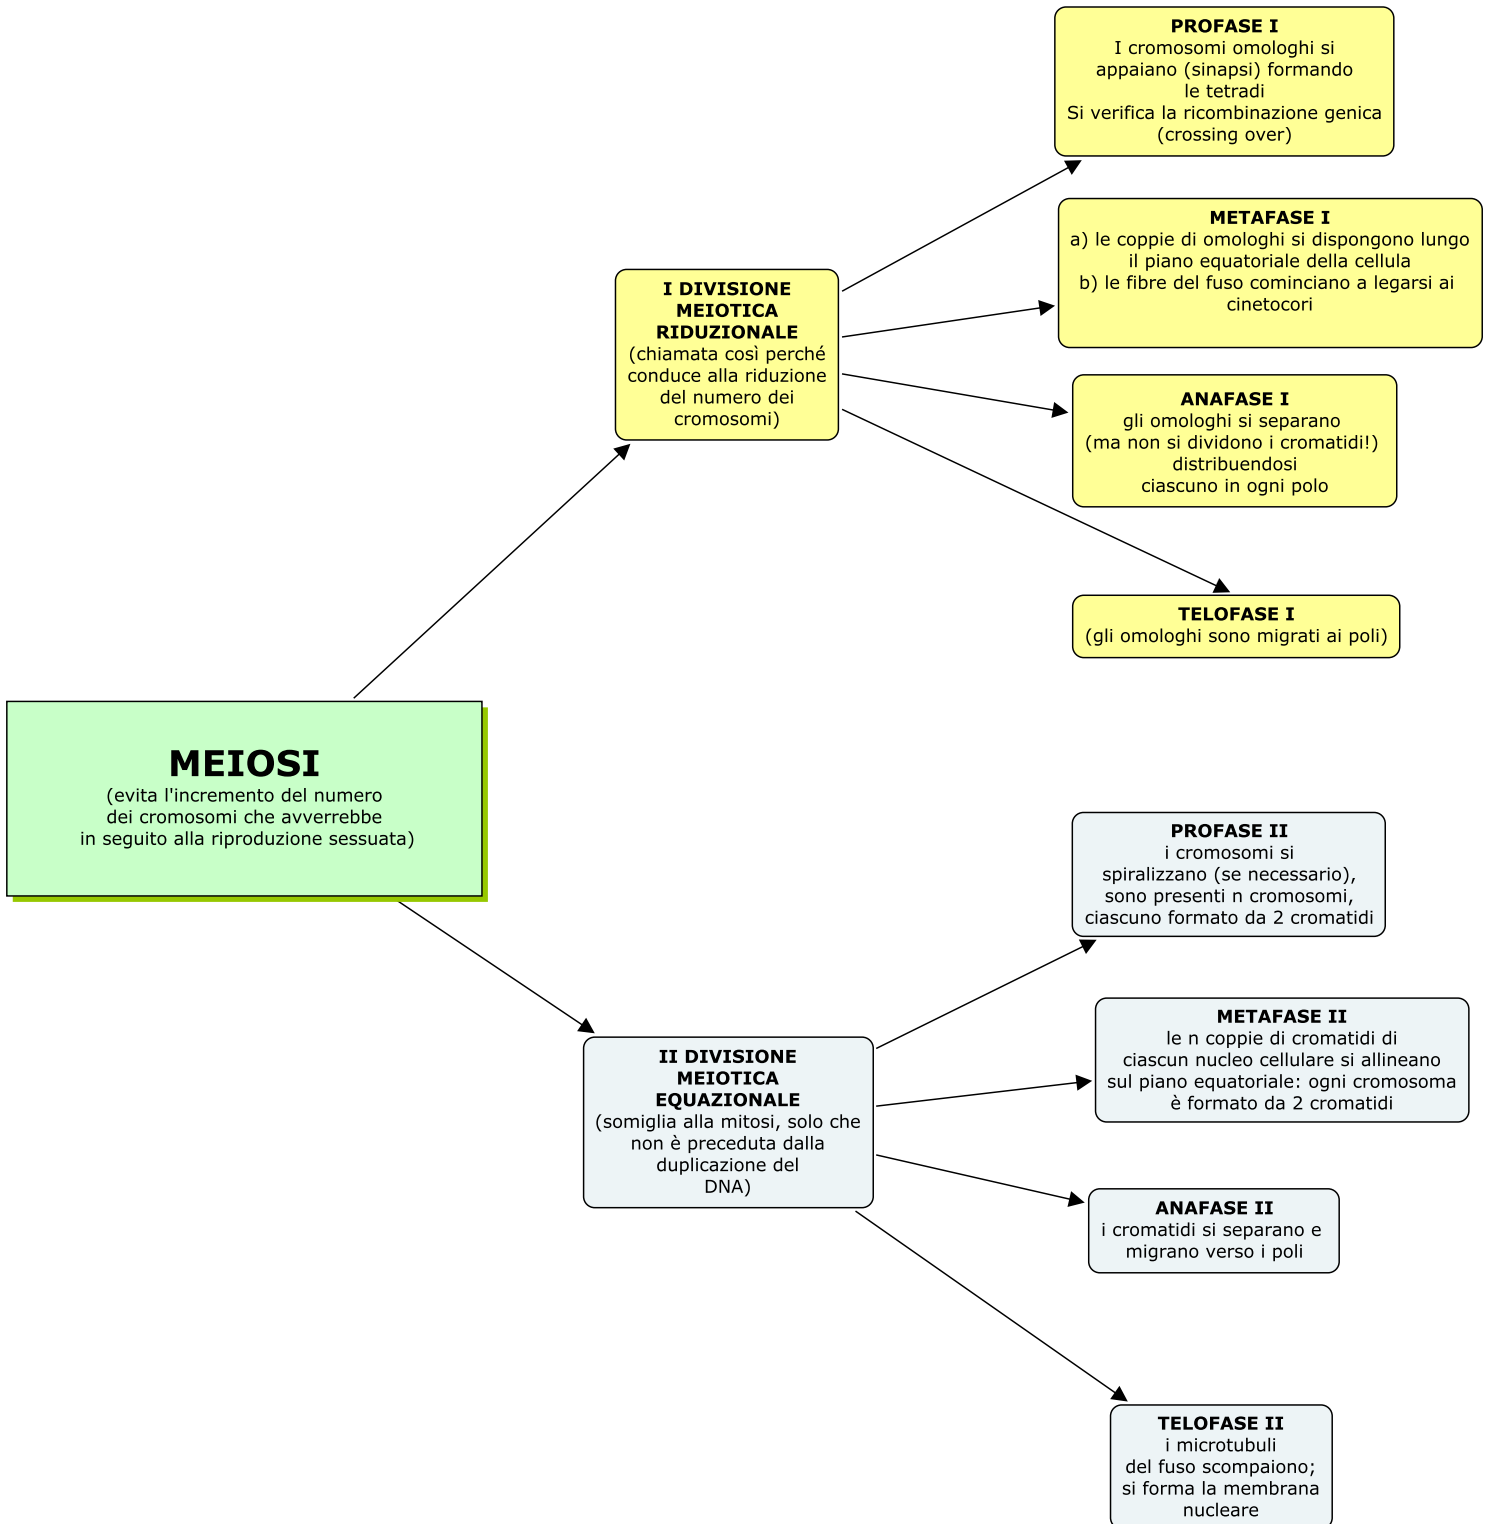 PROFASE I
I cromosomi omologhi si
appaiano (sinapsi) formando
le tetradi
Si verifica la ricombinazione genica
(crossing over)
METAFASE I
a) le coppie di omologhi si dispongono lungo
il piano equatoriale della cellula
b) le fibre del fuso cominciano a legarsi ai
cinetocori
I DIVISIONE
MEIOTICA
RIDUZIONALE
(chiamata così perché
conduce alla riduzione
del numero dei
cromosomi)
ANAFASE I
gli omologhi si separano
(ma non si dividono i cromatidi!)
distribuendosi
ciascuno in ogni polo
TELOFASE I
(gli omologhi sono migrati ai poli)
MEIOSI
(evita l'incremento del numero
dei cromosomi che avverrebbe
in seguito alla riproduzione sessuata)
PROFASE II
i cromosomi si
spiralizzano (se necessario),
sono presenti n cromosomi,
ciascuno formato da 2 cromatidi
METAFASE II
le n coppie di cromatidi di
ciascun nucleo cellulare si allineano
sul piano equatoriale: ogni cromosoma
è formato da 2 cromatidi
II DIVISIONE
MEIOTICA
EQUAZIONALE
(somiglia alla mitosi, solo che
non è preceduta dalla
duplicazione del
DNA)
ANAFASE II
i cromatidi si separano e
migrano verso i poli
TELOFASE II
i microtubuli
del fuso scompaiono;
si forma la membrana
nucleare